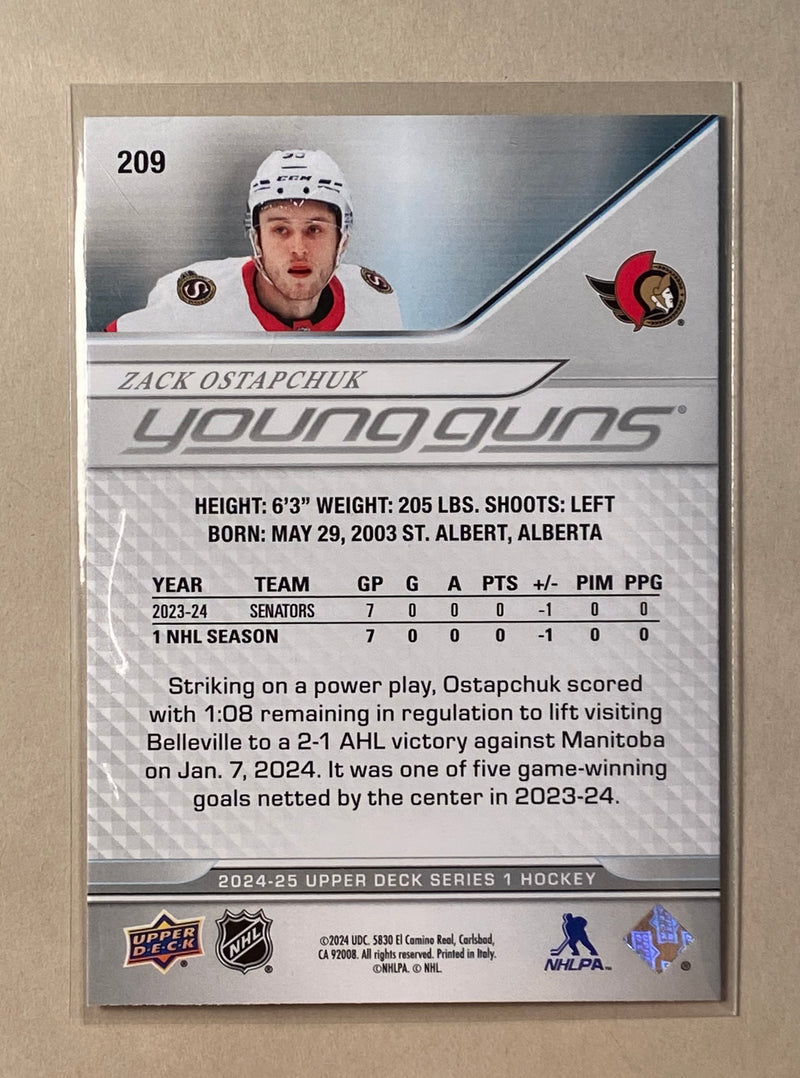 209
CCM
ZACK OSTAPCHUK
young guns®
HEIGHT: 6'3" WEIGHT: 205 LBS. SHOOTS: LEFT
BORN: MAY 29, 2003 ST. ALBERT, ALBERTA
YEAR TEAM GP G A PTS +/- PIM PPG
2023-24 SENATORS 7 0 0 0 -1 0 0
1 NHL SEASON 7 0 0 0 -1 0 0
Striking on a power play, Ostapchuk scored
with 1:08 remaining in regulation to lift visiting
Belleville to a 2-1 AHL victory against Manitoba
on Jan. 7, 2024. It was one of five game-winning
goals netted by the center in 2023-24.
2024-25 UPPER DECK SERIES 1 HOCKEY
UPPER
D·E·C·K
NHL
©2024 UDC. 5830 El Camino Real, Carlsbad,
CA 92008. All rights reserved. Printed in Italy.
©NHLPA. © NHL.
NHLPA™